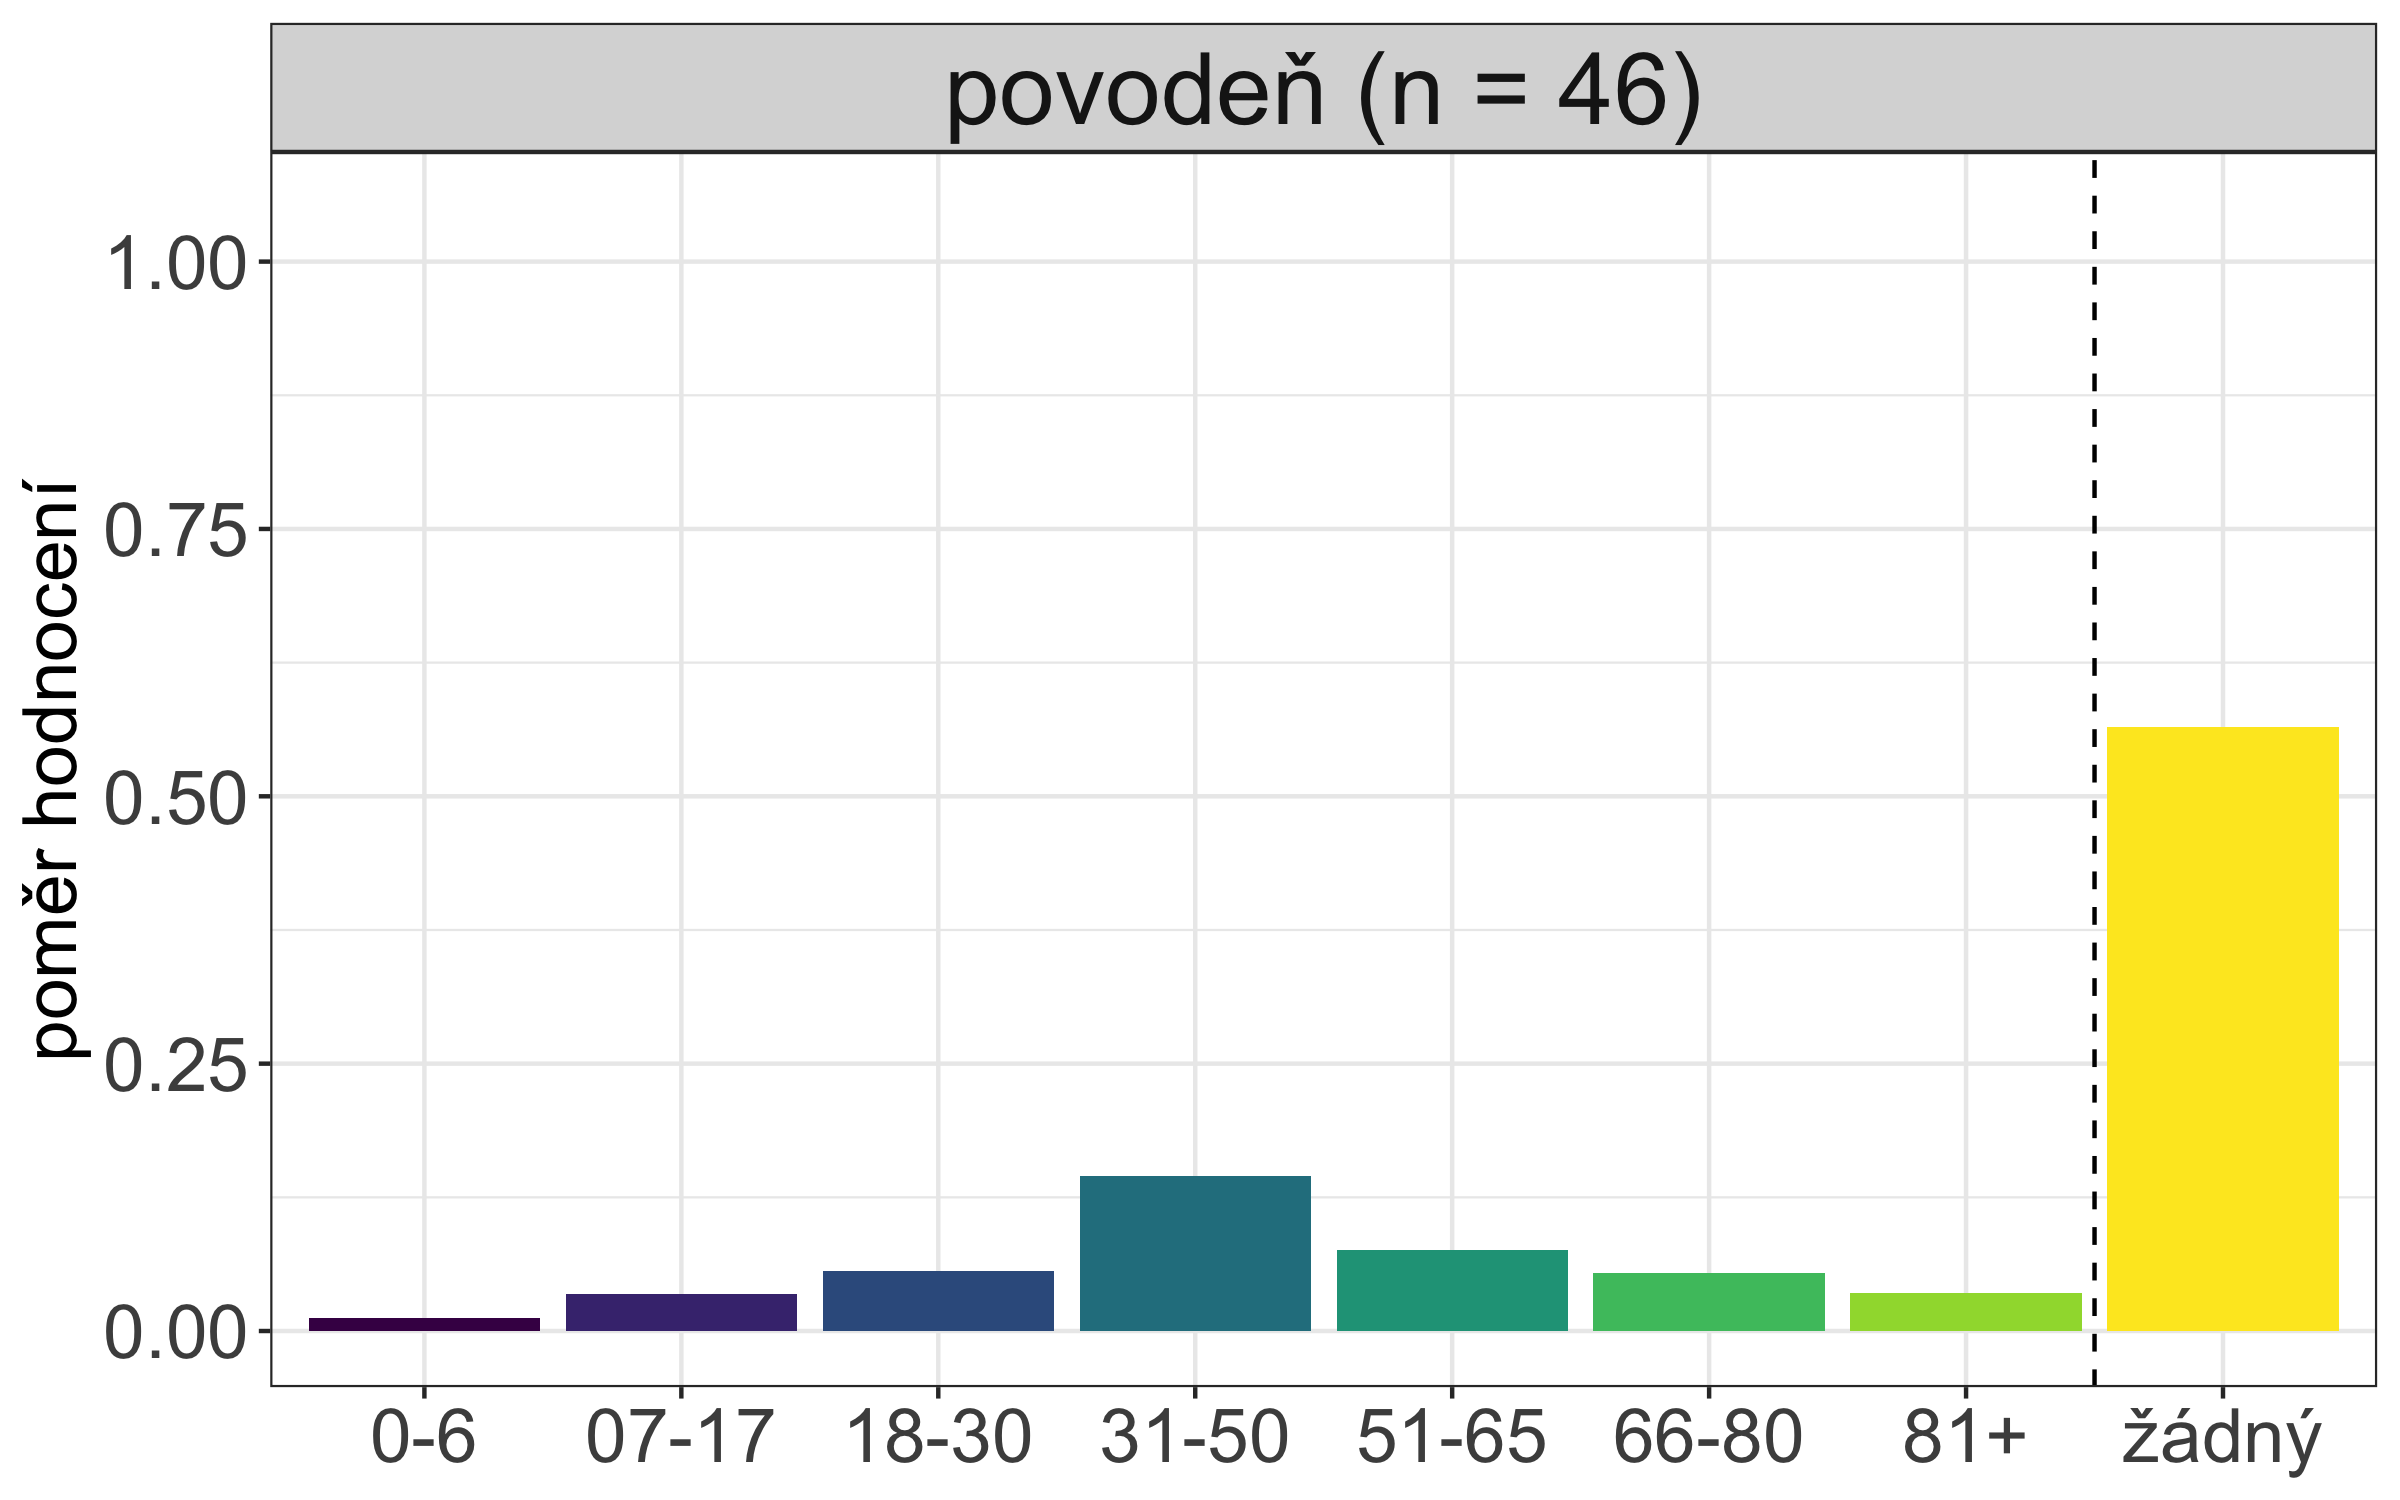 povodeň (n = 46)
poměr hodnocení
1.00
0.75
0.50
0.25
0.00
0-6 07-17 18-30 31-50 51-65 66-80 81+ žádný